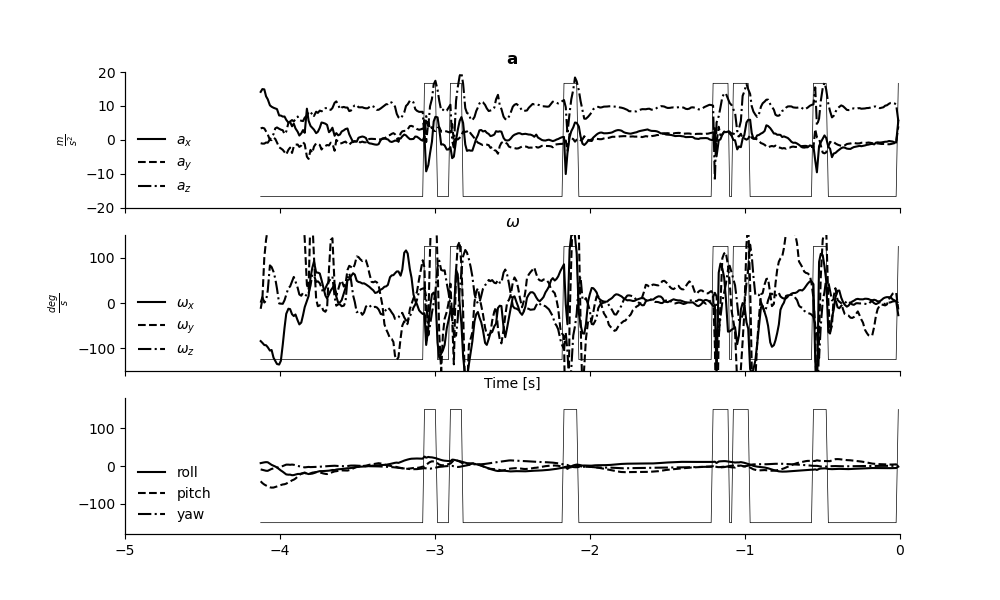 a
20
10
0
−10
−20
m/s²
a_x
a_y
a_z
ω
100
0
−100
deg/s
ω_x
ω_y
ω_z
Time [s]
100
0
−100
roll
pitch
yaw
−5 −4 −3 −2 −1 0